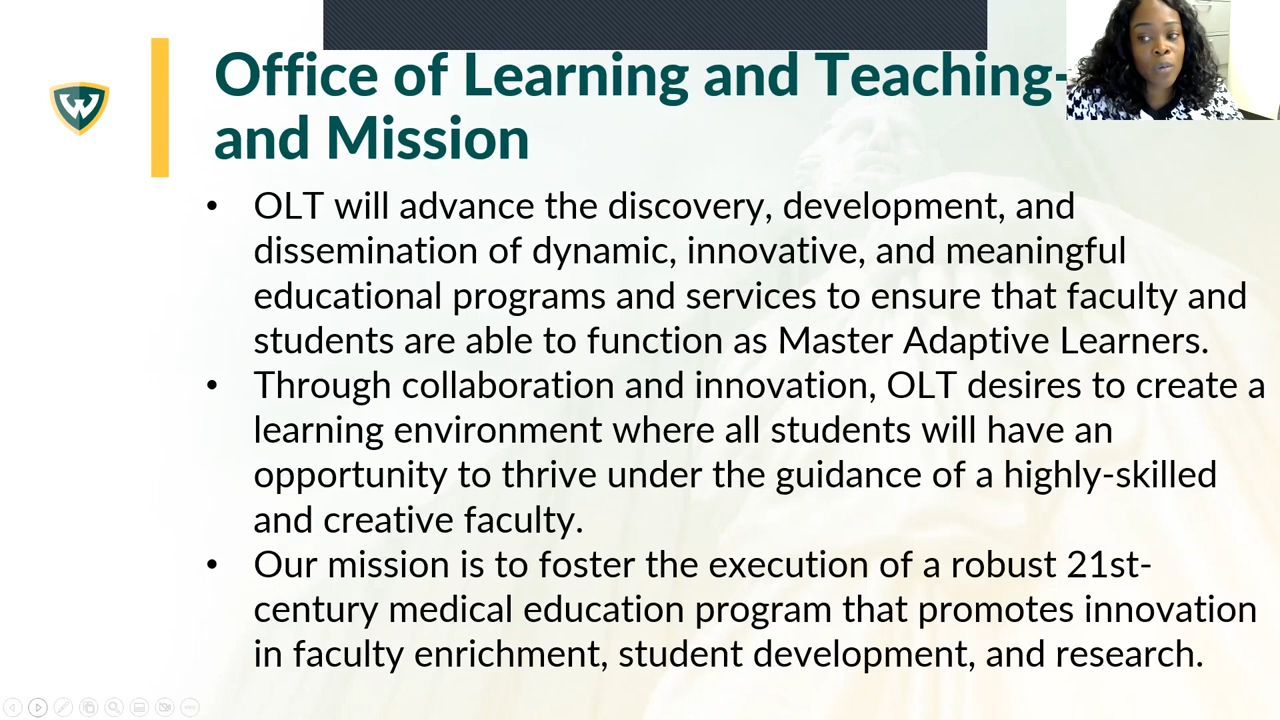 Office of Learning and Teaching-
and Mission
• OLT will advance the discovery, development, and
dissemination of dynamic, innovative, and meaningful
educational programs and services to ensure that faculty and
students are able to function as Master Adaptive Learners.
• Through collaboration and innovation, OLT desires to create a
learning environment where all students will have an
opportunity to thrive under the guidance of a highly-skilled
and creative faculty.
• Our mission is to foster the execution of a robust 21st-
century medical education program that promotes innovation
in faculty enrichment, student development, and research.